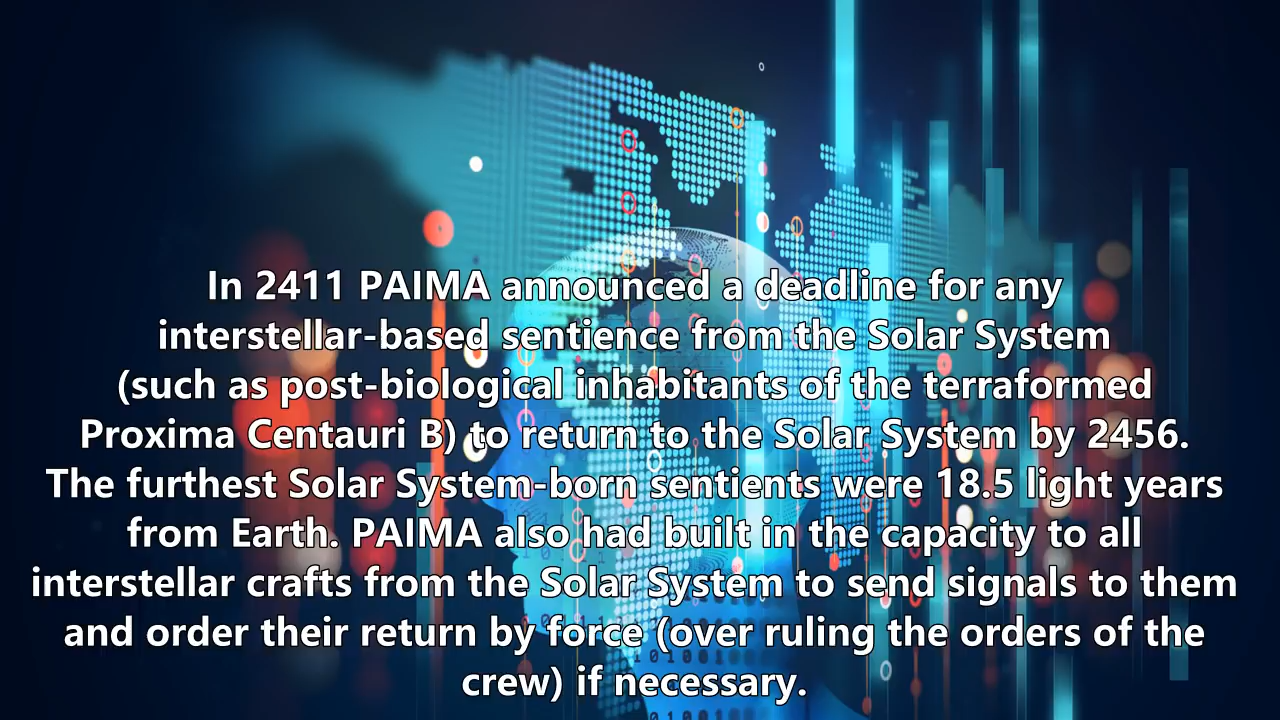 In 2411 PAIMA announced a deadline for any
interstellar-based sentience from the Solar System
(such as post-biological inhabitants of the terraformed
Proxima Centauri B) to return to the Solar System by 2456.
The furthest Solar System-born sentients were 18.5 light years
from Earth. PAIMA also had built in the capacity to all
interstellar crafts from the Solar System to send signals to them
and order their return by force (over ruling the orders of the
crew) if necessary.